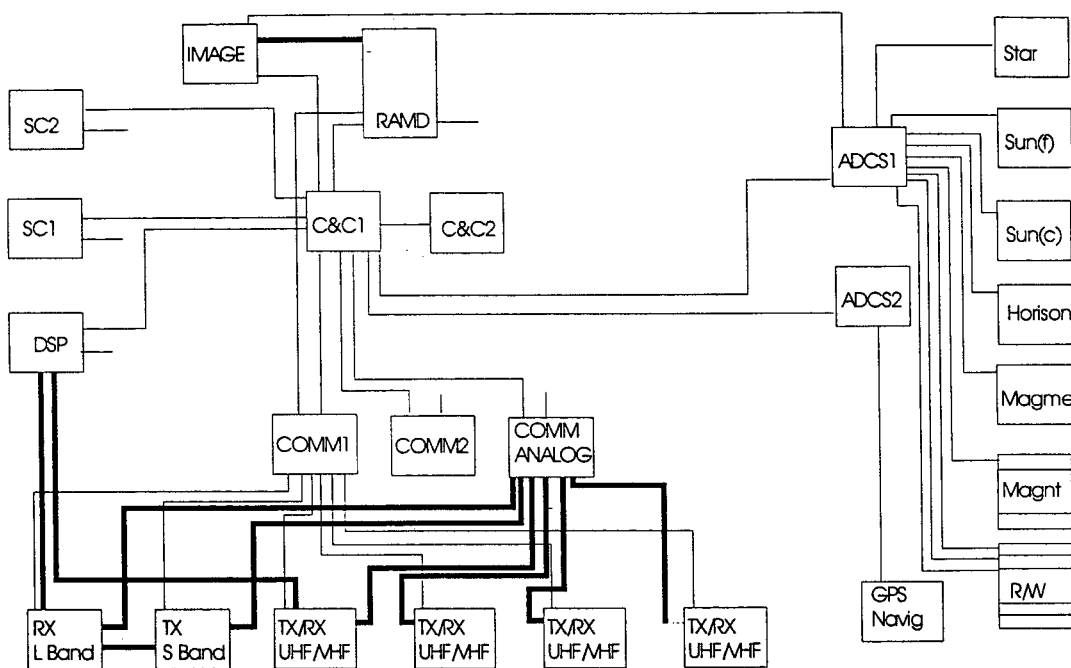 IMAGE
RAMD
Star
SC2
Sun(f)
ADCS1
SC1
C&C1
C&C2
Sun(c)
ADCS2
Horison
DSP
Magme
COMM1
COMM2
COMM
ANALOG
Magnt
GPS
Navig
R/W
RX
L Band
TX
S Band
TX/RX
UHF/VHF
TX/RX
UHF/VHF
TX/RX
UHF/VHF
TX/RX
UHF/VHF